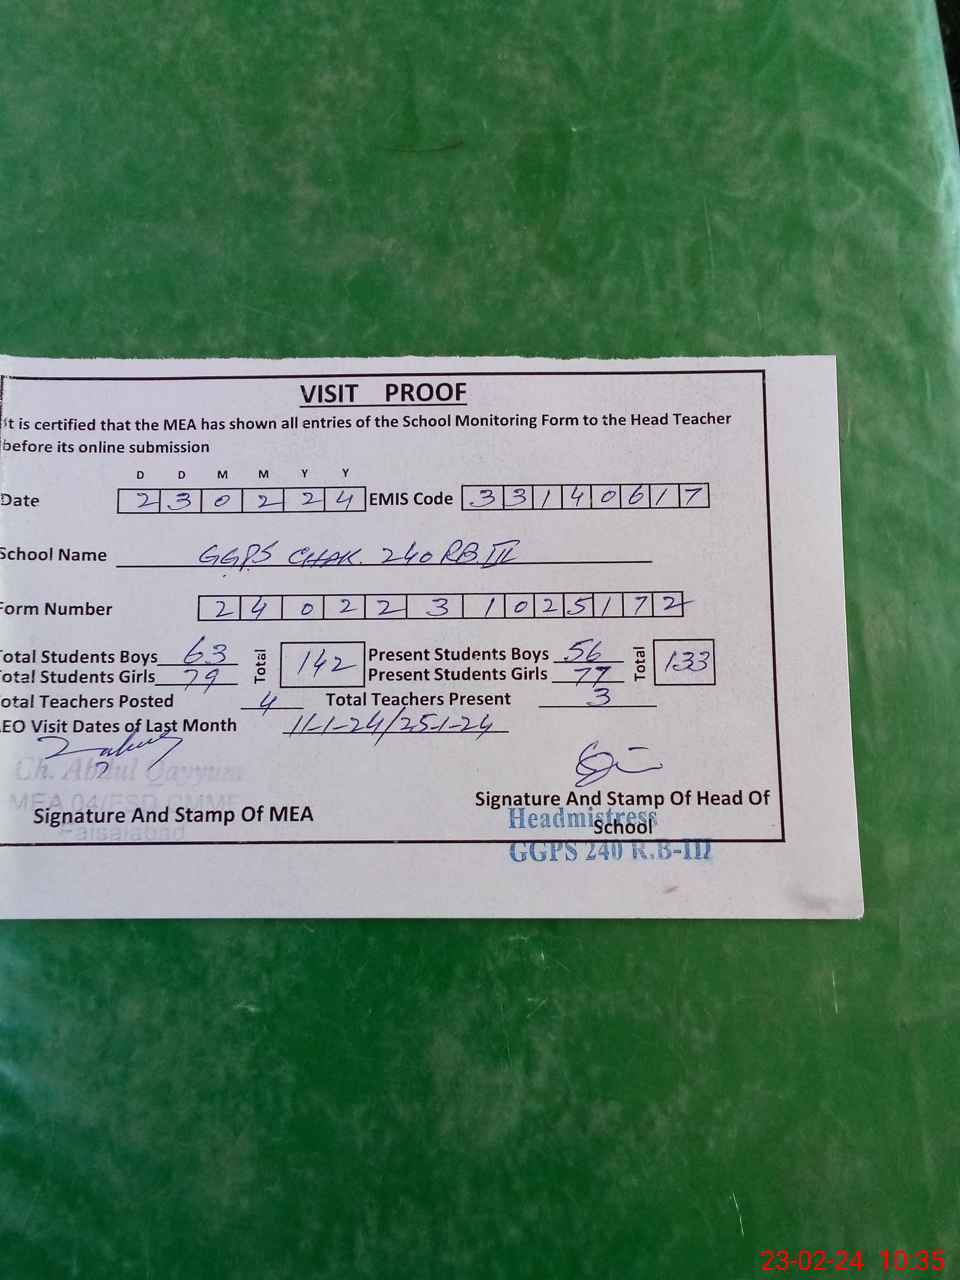 VISIT PROOF
It is certified that the MEA has shown all entries of the School Monitoring Form to the Head Teacher
before its online submission
D D M M Y Y
Date 2 3 0 2 2 4 EMIS Code 3 3 1 4 0 6 1 7
School Name GGPS CHAK. 240 RB III
Form Number 2 4 0 2 2 3 1 0 2 5 1 7 2
Total Students Boys 63 Total 142 Present Students Boys 56 Total 133
Total Students Girls 79 Present Students Girls 77
Total Teachers Posted 4 Total Teachers Present 3
AEO Visit Dates of Last Month 11-1-24/25-1-24
Ch. Abdul Qayyum
MEA 04/FSD CMMF
Faisalabad
Signature And Stamp Of MEA
Signature And Stamp Of Head Of
School
Headmistress
GGPS 240 R.B-III
23-02-24 10:35